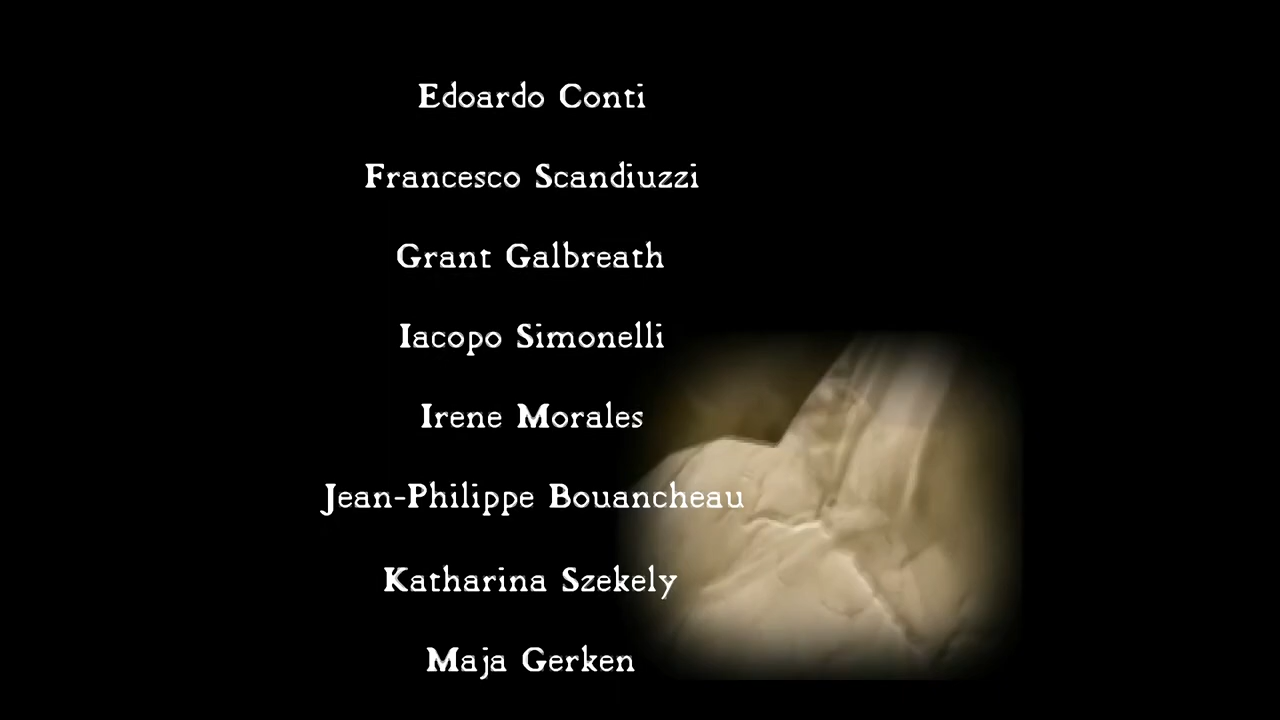 Edoardo Conti
Francesco Scandiuzzi
Grant Galbreath
Iacopo Simonelli
Irene Morales
Jean-Philippe Bouancheau
Katharina Szekely
Maja Gerken